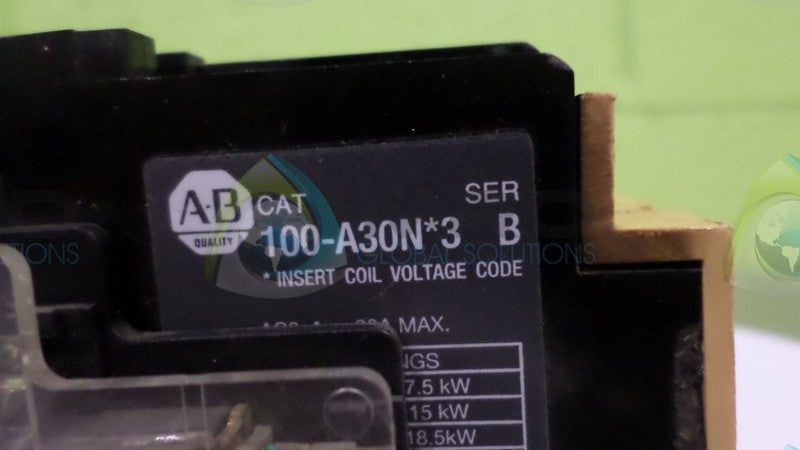 A-B
QUALITY
CAT SER
100-A30N*3 B
* INSERT COIL VOLTAGE CODE
MAX.
NGS
7.5 kW
15 kW
18.5kW
GLOBAL SOLUTIONS